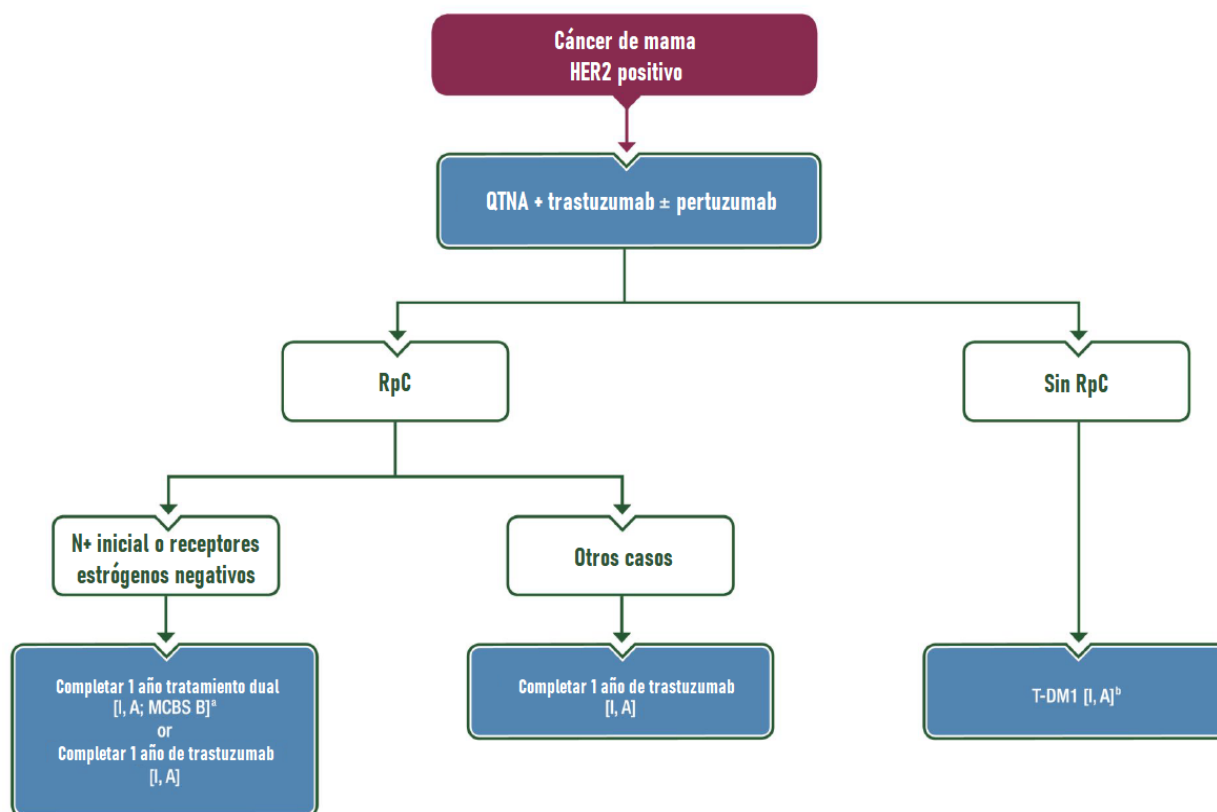 Cáncer de mama
HER2 positivo
QTNA + trastuzumab ± pertuzumab
RpC
Sin RpC
N+ inicial o receptores
estrógenos negativos
Otros casos
Completar 1 año tratamiento dual
[I, A; MCBS B]ª
or
Completar 1 año de trastuzumab
[I, A]
Completar 1 año de trastuzumab
[I, A]
T-DM1 [I, A]ᵇ